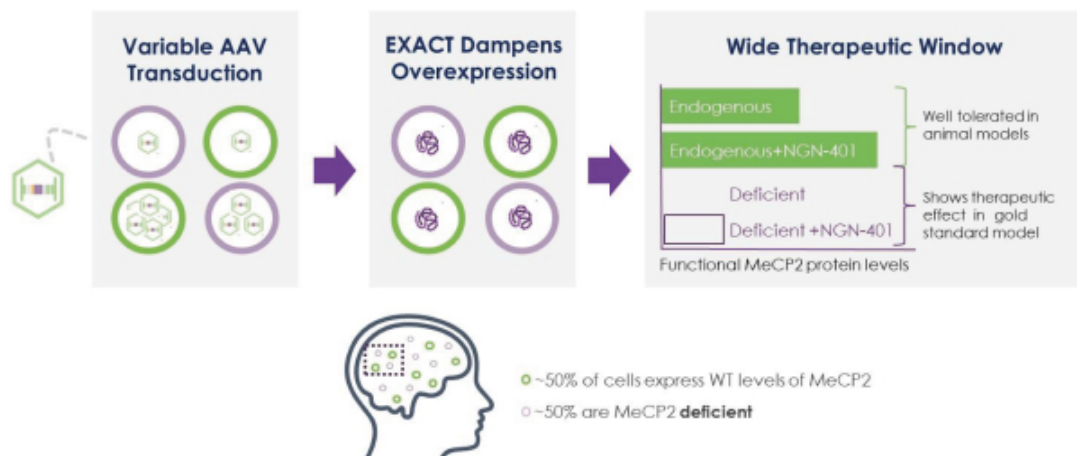 Variable AAV
Transduction
EXACT Dampens
Overexpression
Wide Therapeutic Window
Endogenous
Endogenous+NGN-401
Deficient
Deficient +NGN-401
Functional MeCP2 protein levels
Well tolerated in
animal models
Shows therapeutic
effect in gold
standard model
~50% of cells express WT levels of MeCP2
~50% are MeCP2 deficient